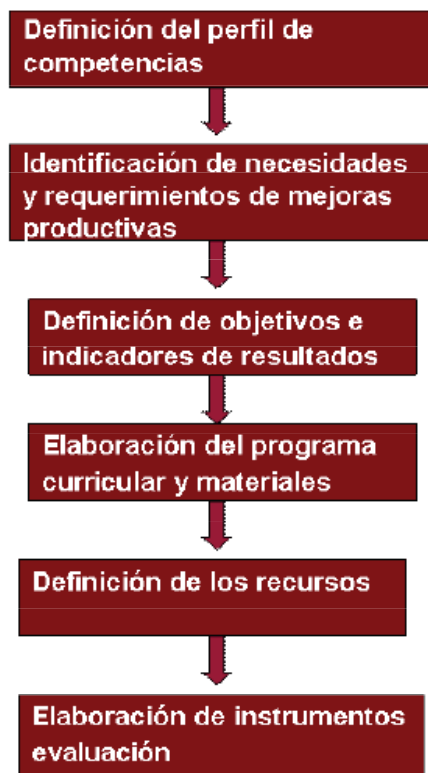 Definición del perfil de
competencias
Identificación de necesidades
y requerimientos de mejoras
productivas
Definición de objetivos e
indicadores de resultados
Elaboración del programa
curricular y materiales
Definición de los recursos
Elaboración de instrumentos
evaluación